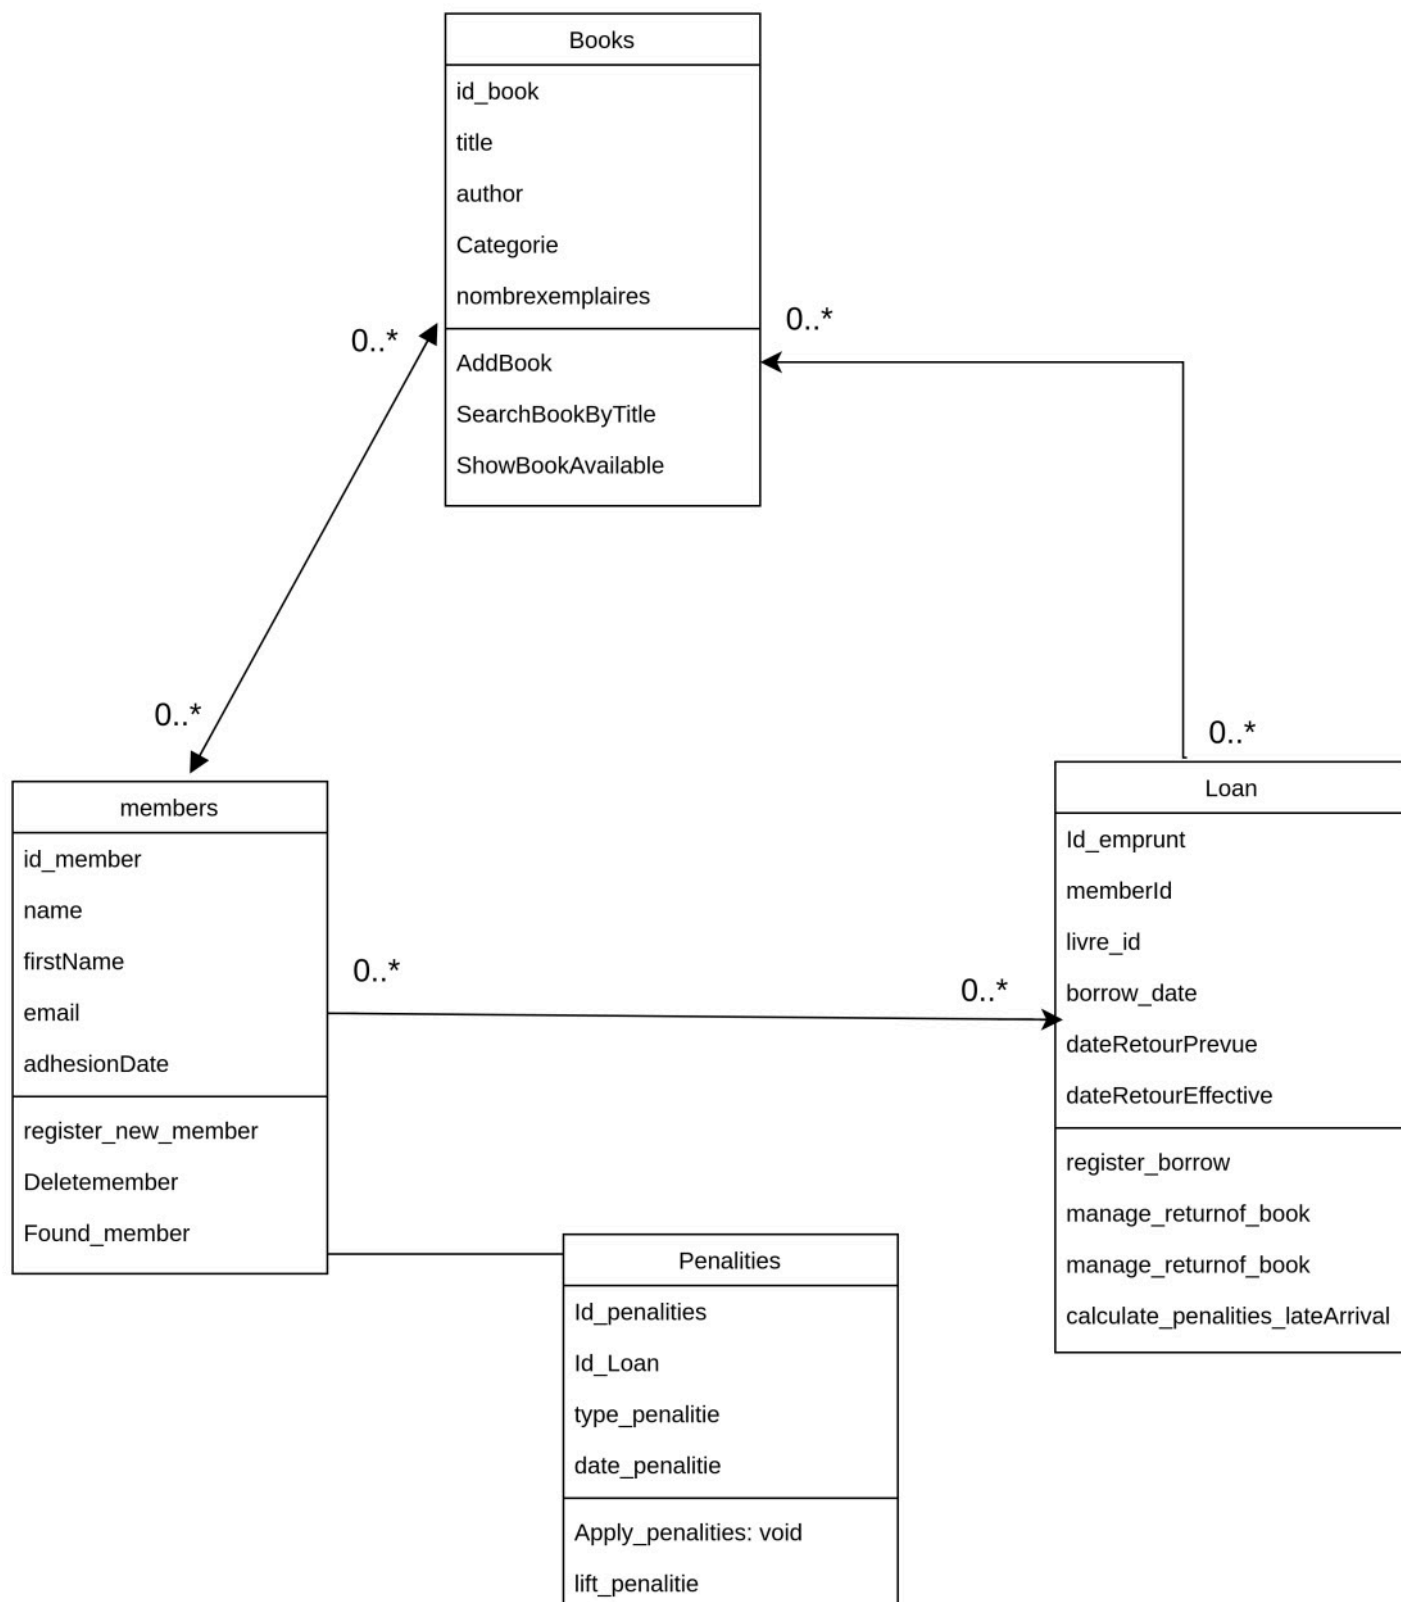 Books
id_book
title
author
Categorie
nombrexemplaires
AddBook
SearchBookByTitle
ShowBookAvailable
0..*
0..*
0..*
0..*
members
id_member
name
firstName
email
adhesionDate
register_new_member
Deletemember
Found_member
0..*
0..*
Loan
Id_emprunt
memberId
livre_id
borrow_date
dateRetourPrevue
dateRetourEffective
register_borrow
manage_returnof_book
manage_returnof_book
calculate_penalities_lateArrival
Penalities
Id_penalities
Id_Loan
type_penalitie
date_penalitie
Apply_penalities: void
lift_penalitie